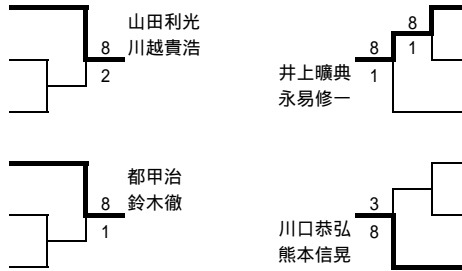 山田利光
8 川越貴浩
2
8
8 1
井上曠典 1
永易修一
都甲治
8 鈴木徹
1
3
川口恭弘 8
熊本信晃